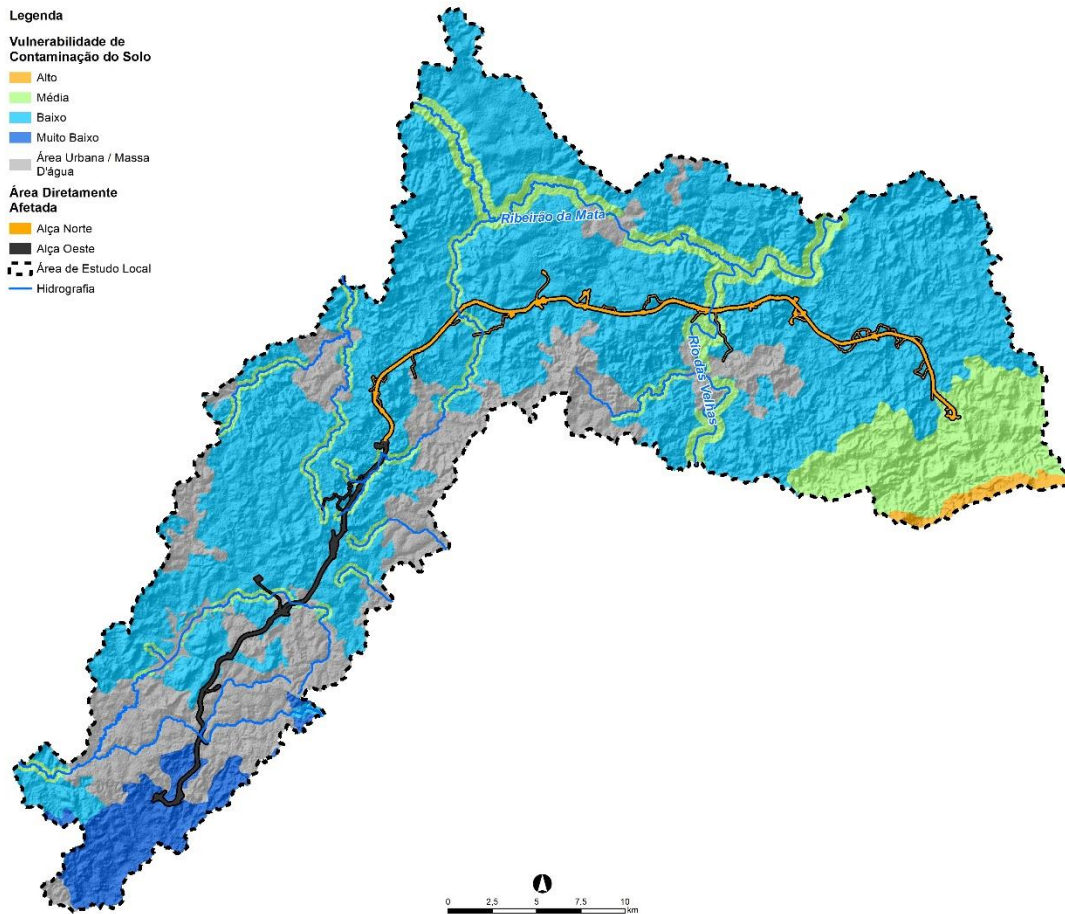 Legenda
Vulnerabilidade de
Contaminação do Solo
Alto
Média
Baixo
Muito Baixo
Área Urbana / Massa
D'água
Área Diretamente
Afetada
Alça Norte
Alça Oeste
Área de Estudo Local
Hidrografia
Ribeirão da Mata
Rio das Velhas
0 2,5 5 7,5 10
km